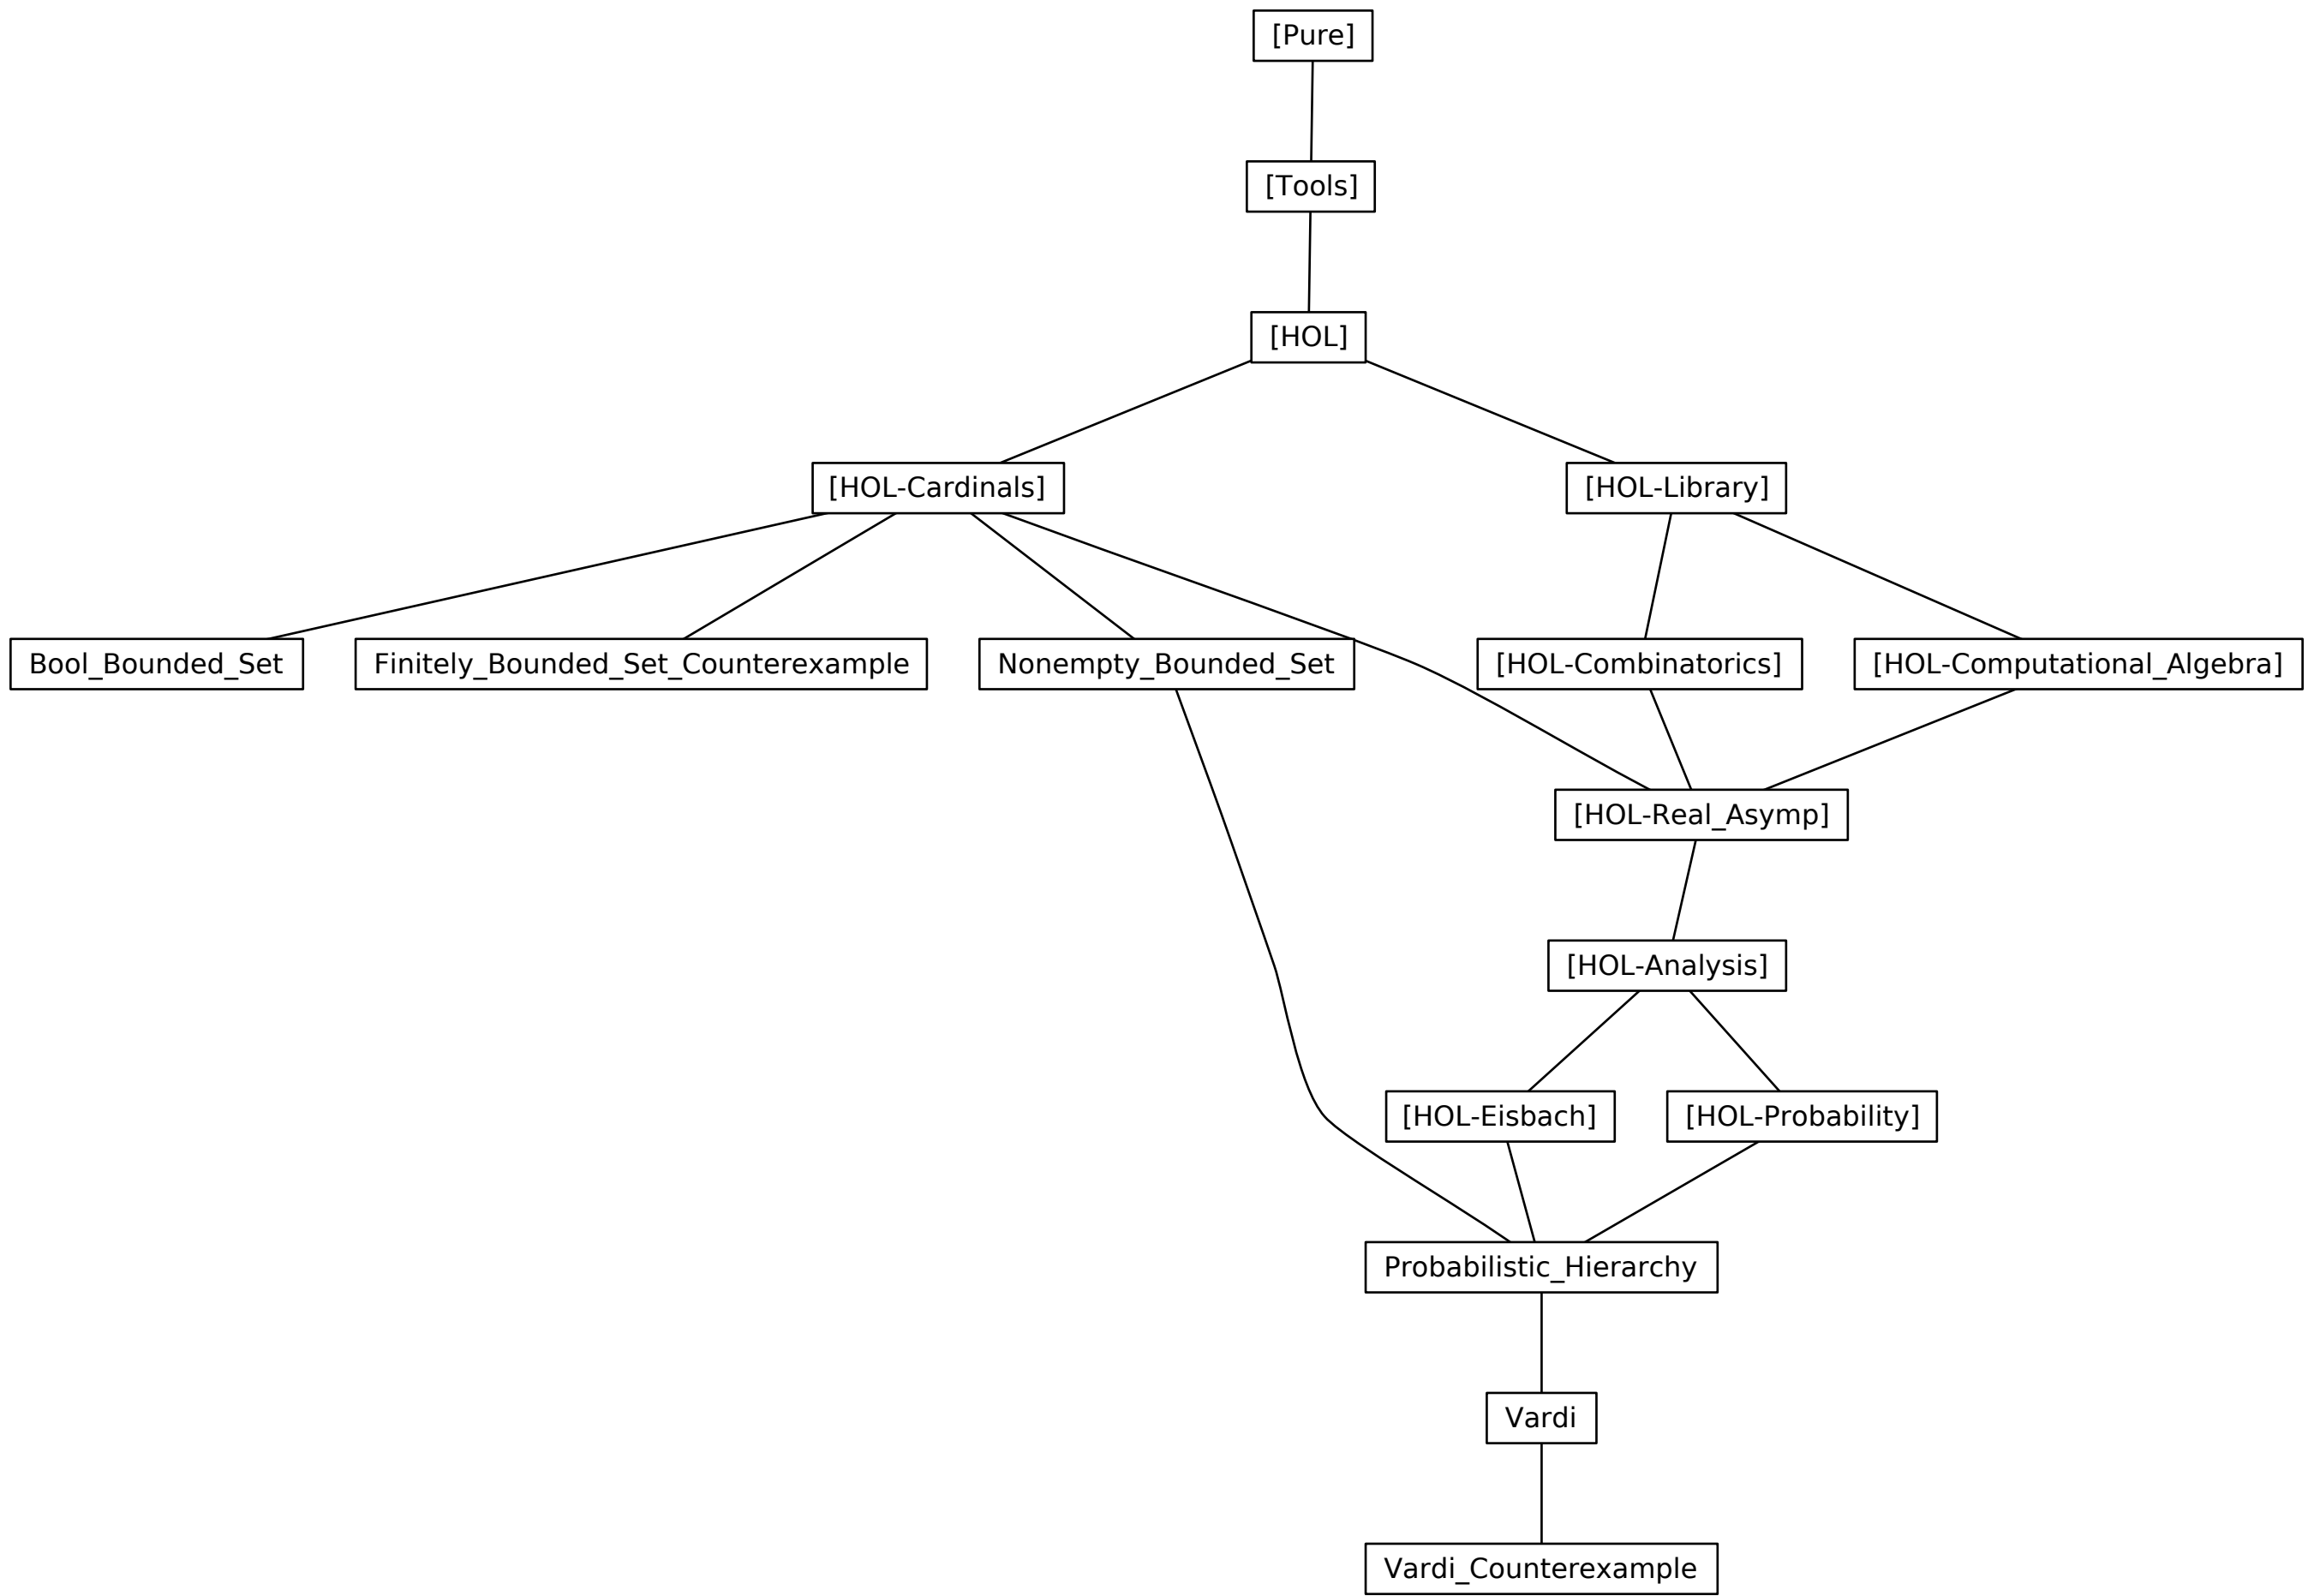 [Pure]
[Tools]
[HOL]
[HOL-Cardinals]
[HOL-Library]
Bool_Bounded_Set
Finitely_Bounded_Set_Counterexample
Nonempty_Bounded_Set
[HOL-Combinatorics]
[HOL-Computational_Algebra]
[HOL-Real_Asymp]
[HOL-Analysis]
[HOL-Eisbach]
[HOL-Probability]
Probabilistic_Hierarchy
Vardi
Vardi_Counterexample